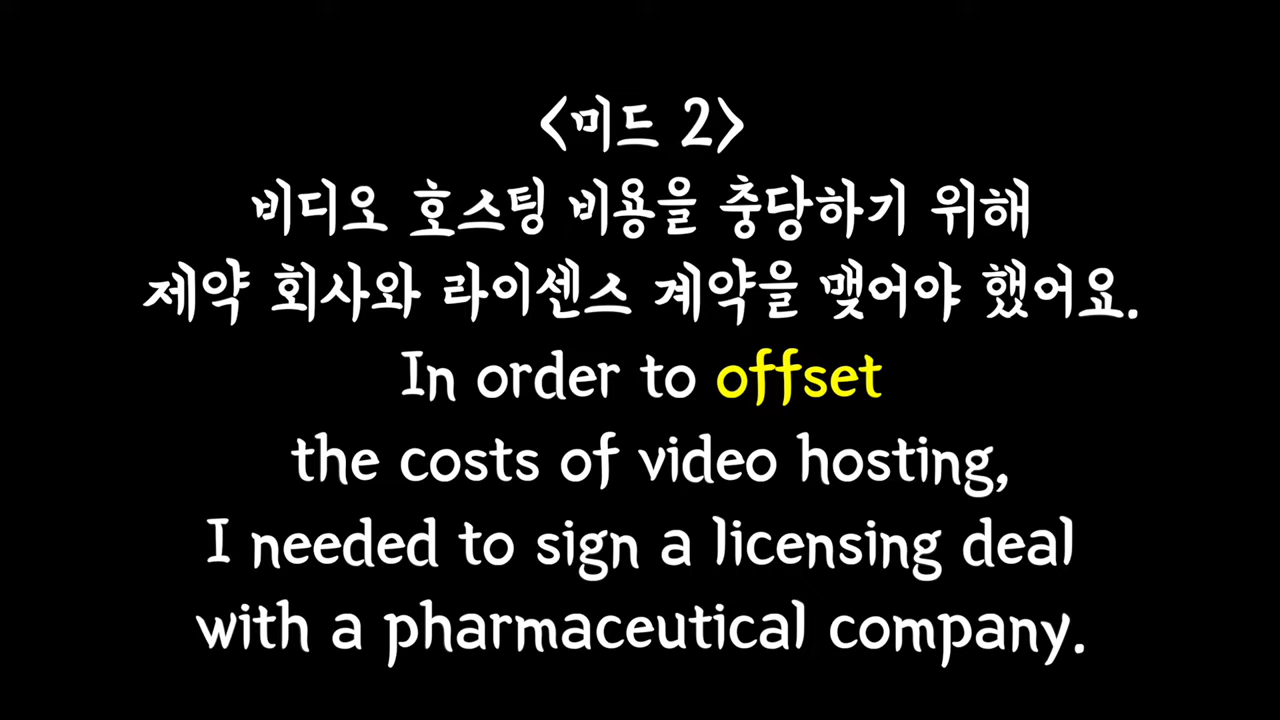 <미드 2>
비디오 호스팅 비용을 충당하기 위해
제약 회사와 라이센스 계약을 맺어야 했어요.
In order to offset
the costs of video hosting,
I needed to sign a licensing deal
with a pharmaceutical company.